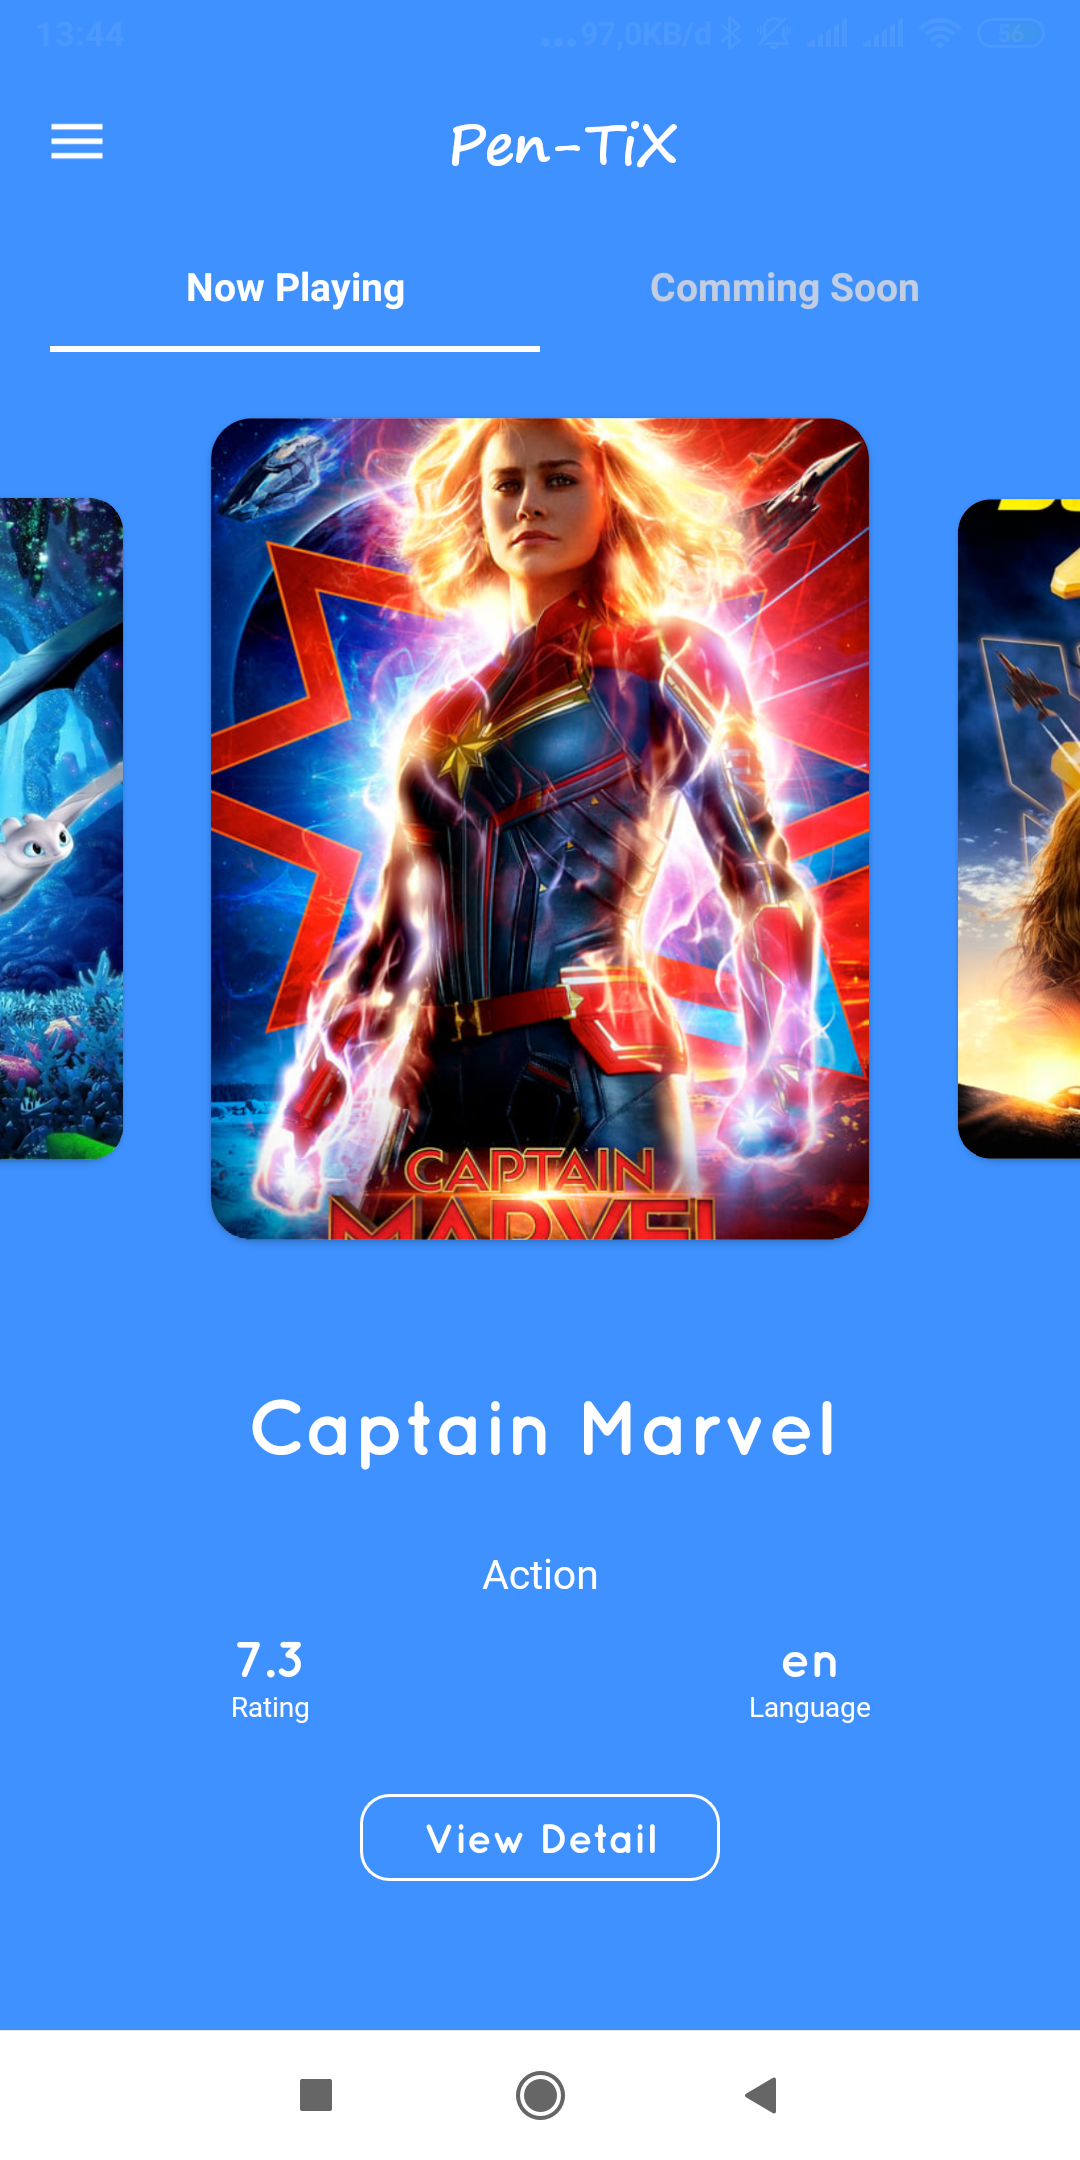 13:44 ...97,0KB/d 56
Pen-TiX
Now Playing Comming Soon
CAPTAIN
MARVEL
Captain Marvel
Action
7.3 en
Rating Language
View Detail